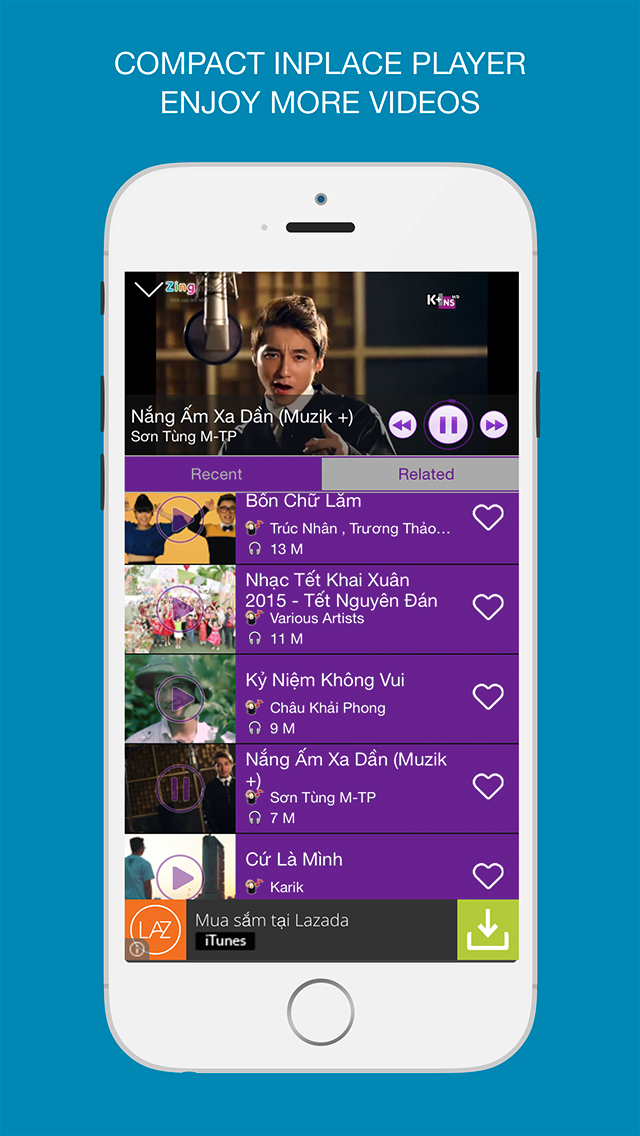 COMPACT INPLACE PLAYER
ENJOY MORE VIDEOS
Zing
K+
NS
HD
Nắng Ấm Xa Dần (Muzik +)
Sơn Tùng M-TP
Recent
Related
Bốn Chữ Lắm
Trúc Nhân , Trương Thảo...
13 M
Nhạc Tết Khai Xuân
2015 - Tết Nguyên Đán
Various Artists
11 M
Kỷ Niệm Không Vui
Châu Khải Phong
9 M
Nắng Ấm Xa Dần (Muzik
+)
Sơn Tùng M-TP
7 M
Cứ Là Mình
Karik
LAZ
Mua sắm tại Lazada
iTunes